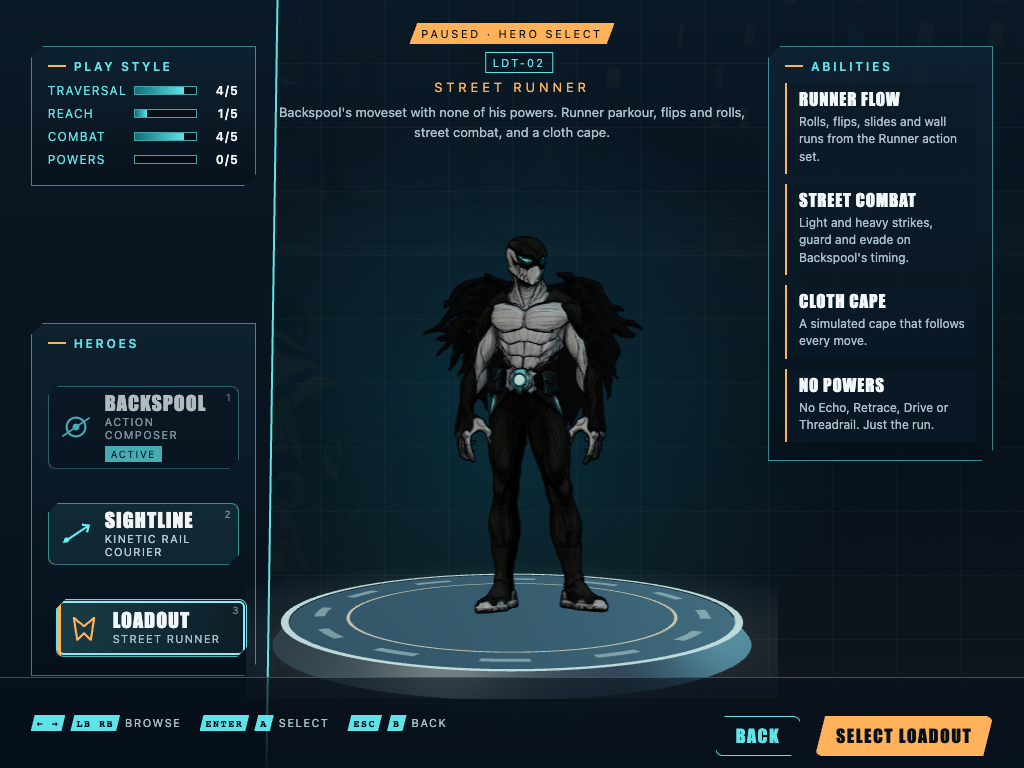 PAUSED · HERO SELECT
LDT-02
STREET RUNNER
Backspool's moveset with none of his powers. Runner parkour, flips and rolls,
street combat, and a cloth cape.
PLAY STYLE
TRAVERSAL 4/5
REACH 1/5
COMBAT 4/5
POWERS 0/5
HEROES
BACKSPOOL 1
ACTION
COMPOSER
ACTIVE
SIGHTLINE 2
KINETIC RAIL
COURIER
LOADOUT 3
STREET RUNNER
ABILITIES
RUNNER FLOW
Rolls, flips, slides and wall
runs from the Runner action
set.
STREET COMBAT
Light and heavy strikes,
guard and evade on
Backspool's timing.
CLOTH CAPE
A simulated cape that follows
every move.
NO POWERS
No Echo, Retrace, Drive or
Threadrail. Just the run.
← → LB RB BROWSE ENTER A SELECT ESC B BACK
BACK
SELECT LOADOUT